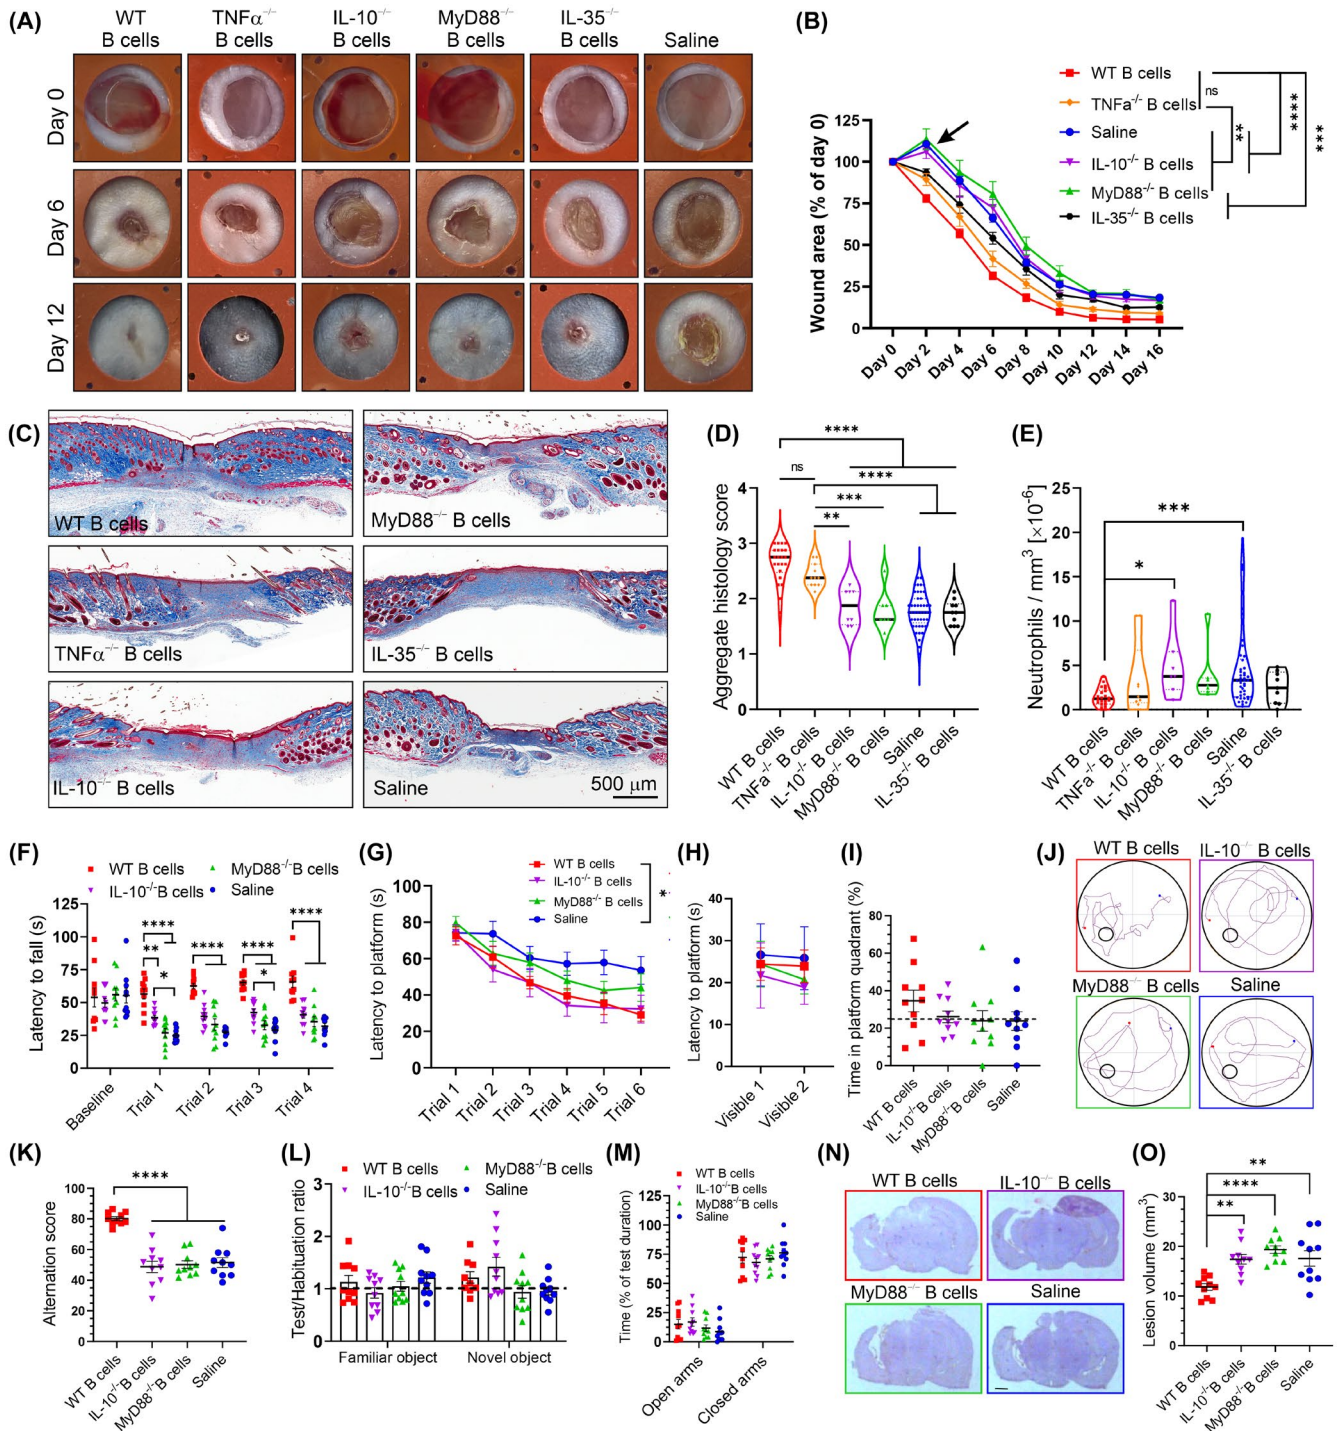 (A)
WT
B cells
TNFα⁻/⁻
B cells
IL-10⁻/⁻
B cells
MyD88⁻/⁻
B cells
IL-35⁻/⁻
B cells
Saline
Day 0
Day 6
Day 12
(B)
WT B cells
TNFa⁻/⁻ B cells
Saline
IL-10⁻/⁻ B cells
MyD88⁻/⁻ B cells
IL-35⁻/⁻ B cells
ns
**
****
***
Wound area (% of day 0)
125
100
75
50
25
0
Day 0
Day 2
Day 4
Day 6
Day 8
Day 10
Day 12
Day 14
Day 16
(C)
WT B cells
MyD88⁻/⁻ B cells
TNFα⁻/⁻ B cells
IL-35⁻/⁻ B cells
IL-10⁻/⁻ B cells
Saline
500 μm
(D)
****
ns
****
***
**
Aggregate histology score
4
3
2
1
0
WT B cells
TNFa⁻/⁻ B cells
IL-10⁻/⁻ B cells
MyD88⁻/⁻ B cells
Saline
IL-35⁻/⁻ B cells
(E)
***
*
Neutrophils / mm³ [×10⁻⁶]
25
20
15
10
5
0
WT B cells
TNFa⁻/⁻ B cells
IL-10⁻/⁻ B cells
MyD88⁻/⁻ B cells
Saline
IL-35⁻/⁻ B cells
(F)
WT B cells
MyD88⁻/⁻B cells
IL-10⁻/⁻B cells
Saline
Latency to fall (s)
125
100
75
50
25
0
****
**
*
****
****
*
****
Baseline
Trial 1
Trial 2
Trial 3
Trial 4
(G)
WT B cells
IL-10⁻/⁻ B cells
MyD88⁻/⁻ B cells
Saline
*
Latency to platform (s)
100
80
60
40
20
0
Trial 1
Trial 2
Trial 3
Trial 4
Trial 5
Trial 6
(H)
Latency to platform (s)
40
30
20
10
0
Visible 1
Visible 2
(I)
Time in platform quadrant (%)
80
60
40
20
0
WT B cells
IL-10⁻/⁻B cells
MyD88⁻/⁻B cells
Saline
(J)
WT B cells
IL-10⁻/⁻ B cells
MyD88⁻/⁻ B cells
Saline
(K)
****
Alternation score
100
80
60
40
20
0
WT B cells
IL-10⁻/⁻B cells
MyD88⁻/⁻B cells
Saline
(L)
WT B cells
MyD88⁻/⁻B cells
IL-10⁻/⁻B cells
Saline
Test/Habituation ratio
3
2
1
0
Familiar object
Novel object
(M)
WT B cells
IL-10⁻/⁻B cells
MyD88⁻/⁻B cells
Saline
Time (% of test duration)
125
100
75
50
25
0
Open arms
Closed arms
(N)
WT B cells
IL-10⁻/⁻ B cells
MyD88⁻/⁻ B cells
Saline
(O)
**
****
**
Lesion volume (mm³)
30
25
20
15
10
5
0
WT B cells
IL-10⁻/⁻B cells
MyD88⁻/⁻B cells
Saline